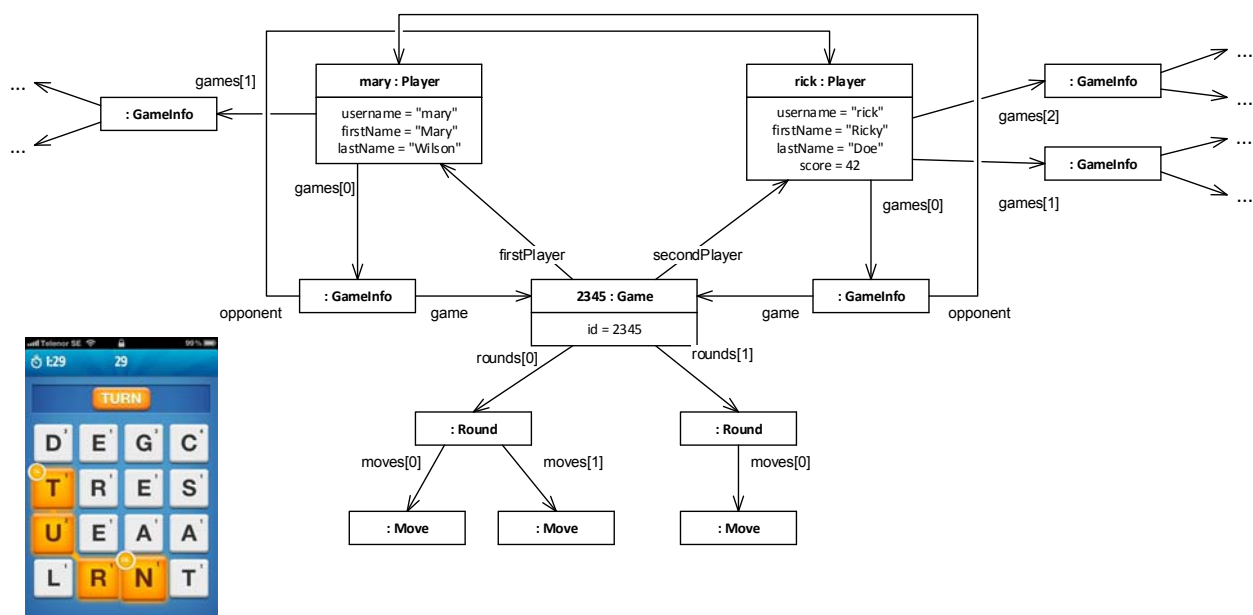 mary : Player
username = "mary"
firstName = "Mary"
lastName = "Wilson"
rick : Player
username = "rick"
firstName = "Ricky"
lastName = "Doe"
score = 42
...
...
games[1]
: GameInfo
: GameInfo
games[2]
...
...
: GameInfo
games[1]
...
...
games[0]
games[0]
firstPlayer
secondPlayer
: GameInfo
opponent
game
2345 : Game
id = 2345
: GameInfo
game
opponent
rounds[0]
rounds[1]
: Round
: Round
moves[0]
moves[1]
moves[0]
: Move
: Move
: Move
Telenor SE
99%
1:29
29
TURN
D E G C
T R E S
U E A A
L R N T